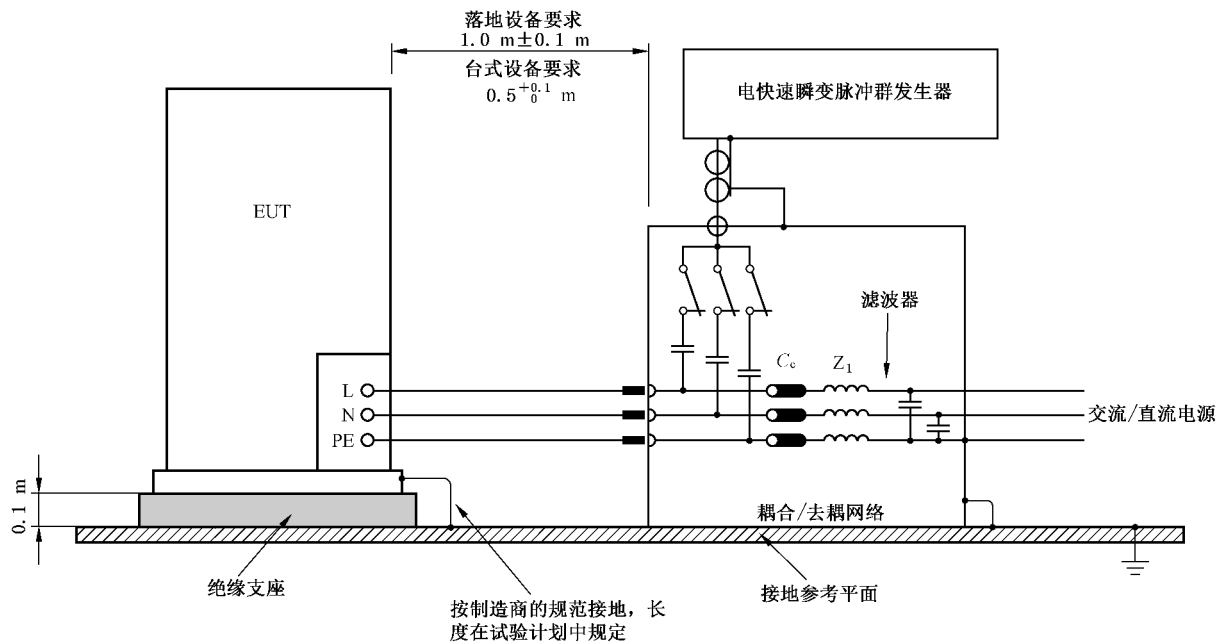 落地设备要求
1.0 m±0.1 m
台式设备要求
0.5⁺⁰·¹₀ m
电快速瞬变脉冲群发生器
EUT
滤波器
Cc
Z₁
L
N
PE
交流/直流电源
0.1 m
耦合/去耦网络
绝缘支座
按制造商的规范接地，长
度在试验计划中规定
接地参考平面